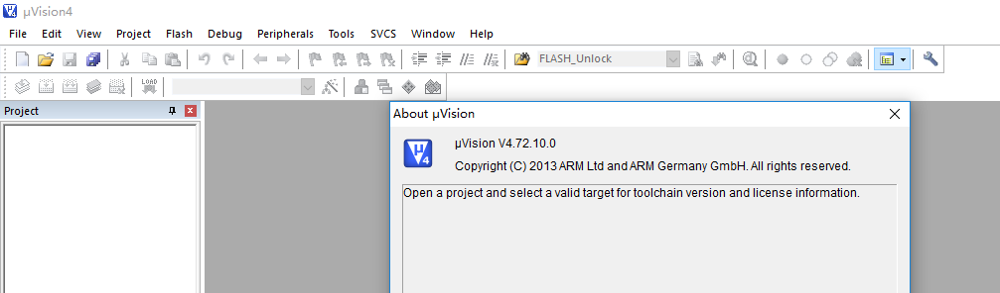 µVision4
File Edit View Project Flash Debug Peripherals Tools SVCS Window Help
FLASH_Unlock
LOAD
Project
About µVision
µVision V4.72.10.0
Copyright (C) 2013 ARM Ltd and ARM Germany GmbH. All rights reserved.
Open a project and select a valid target for toolchain version and license information.